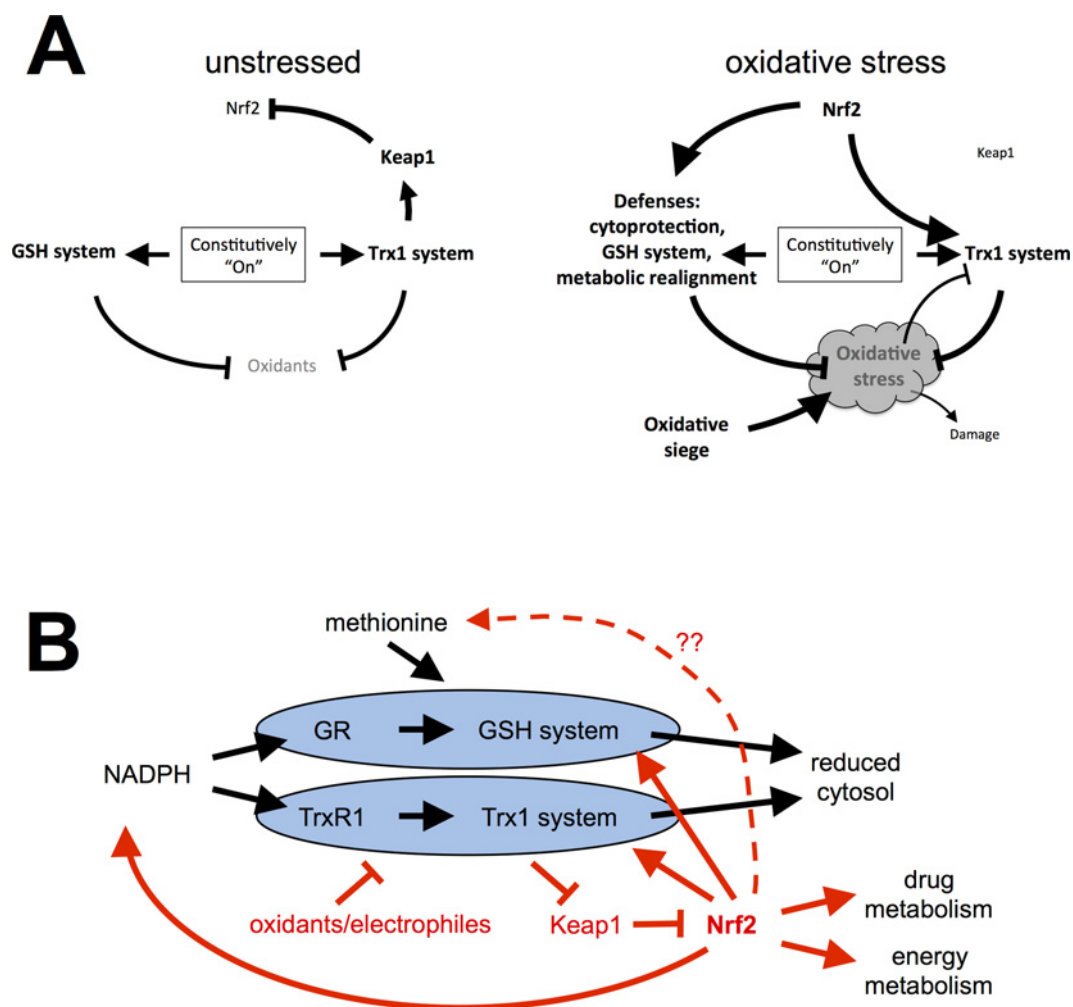 A
unstressed
Nrf2
Keap1
GSH system
Constitutively
"On"
Trx1 system
Oxidants
oxidative stress
Nrf2
Keap1
Defenses:
cytoprotection,
GSH system,
metabolic realignment
Constitutively
"On"
Trx1 system
Oxidative
stress
Oxidative
siege
Damage
B
methionine
??
GR
GSH system
NADPH
reduced
cytosol
TrxR1
Trx1 system
oxidants/electrophiles
Keap1
Nrf2
drug
metabolism
energy
metabolism